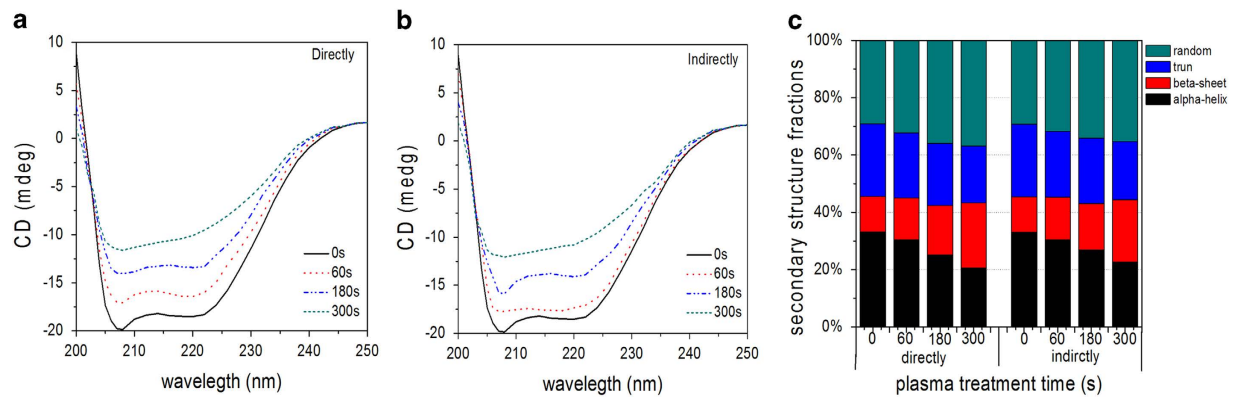 a
Directly
CD (mdeg)
10
5
0
-5
-10
-15
-20
200
210
220
230
240
250
wavelegth (nm)
0s
60s
180s
300s
b
Indirectly
CD (medg)
10
5
0
-5
-10
-15
-20
200
210
220
230
240
250
wavelegth (nm)
0s
60s
180s
300s
c
secondary structure fractions
100%
80%
60%
40%
20%
0%
0
60
180
300
0
60
180
300
directly
indirctly
plasma treatment time (s)
random
trun
beta-sheet
alpha-helix